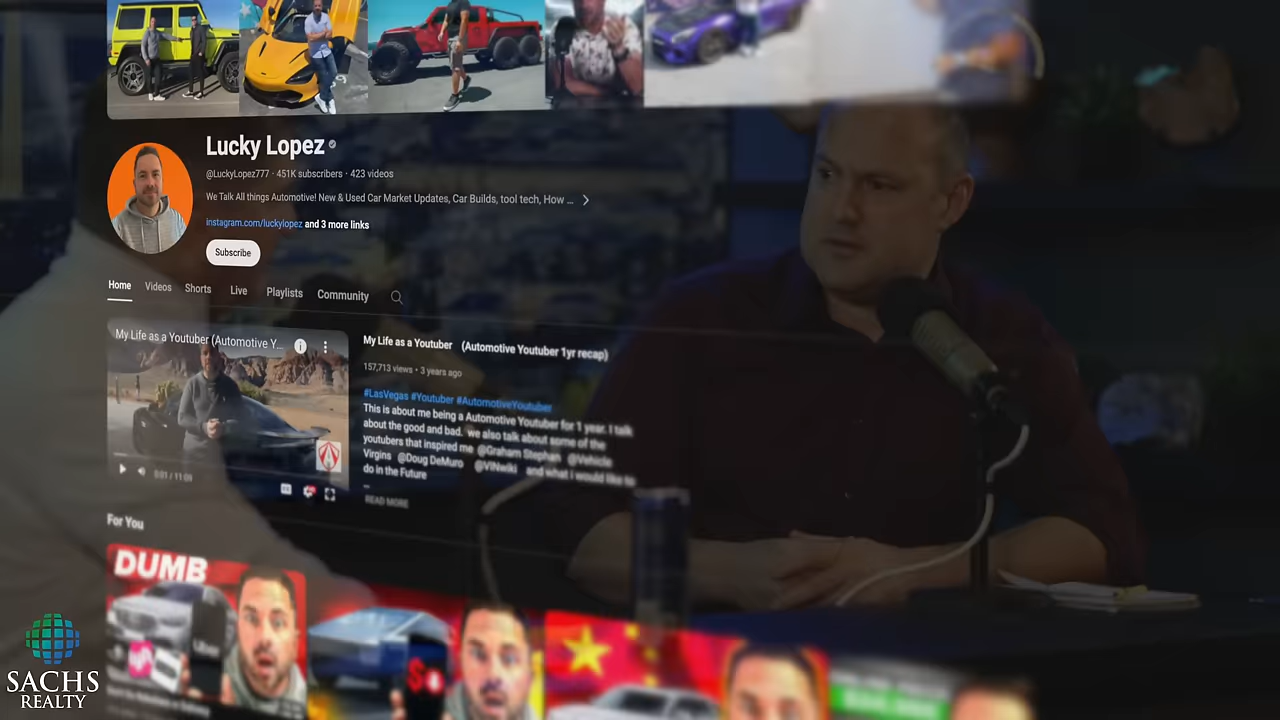 Lucky Lopez
@LuckyLopez777 · 451K subscribers · 423 videos
We Talk All things Automotive! New & Used Car Market Updates, Car Builds, tool tech, How ...
instagram.com/luckylopez and 3 more links
Subscribe
Home Videos Shorts Live Playlists Community
My Life as a Youtuber (Automotive Y...
My Life as a Youtuber (Automotive Youtuber 1yr recap)
157,713 views · 3 years ago
#LasVegas #Youtuber #AutomotiveYoutuber
This is about me being a Automotive Youtuber for 1 year. I talk
about the good and bad. we also talk about some of the
youtubers that inspired me @Graham Stephan @Vehicle
Virgins @Doug DeMuro @VINwiki and what i would like to
do in the Future
READ MORE
0:01 / 11:09
For You
DUMB
Uber
SACHS
REALTY